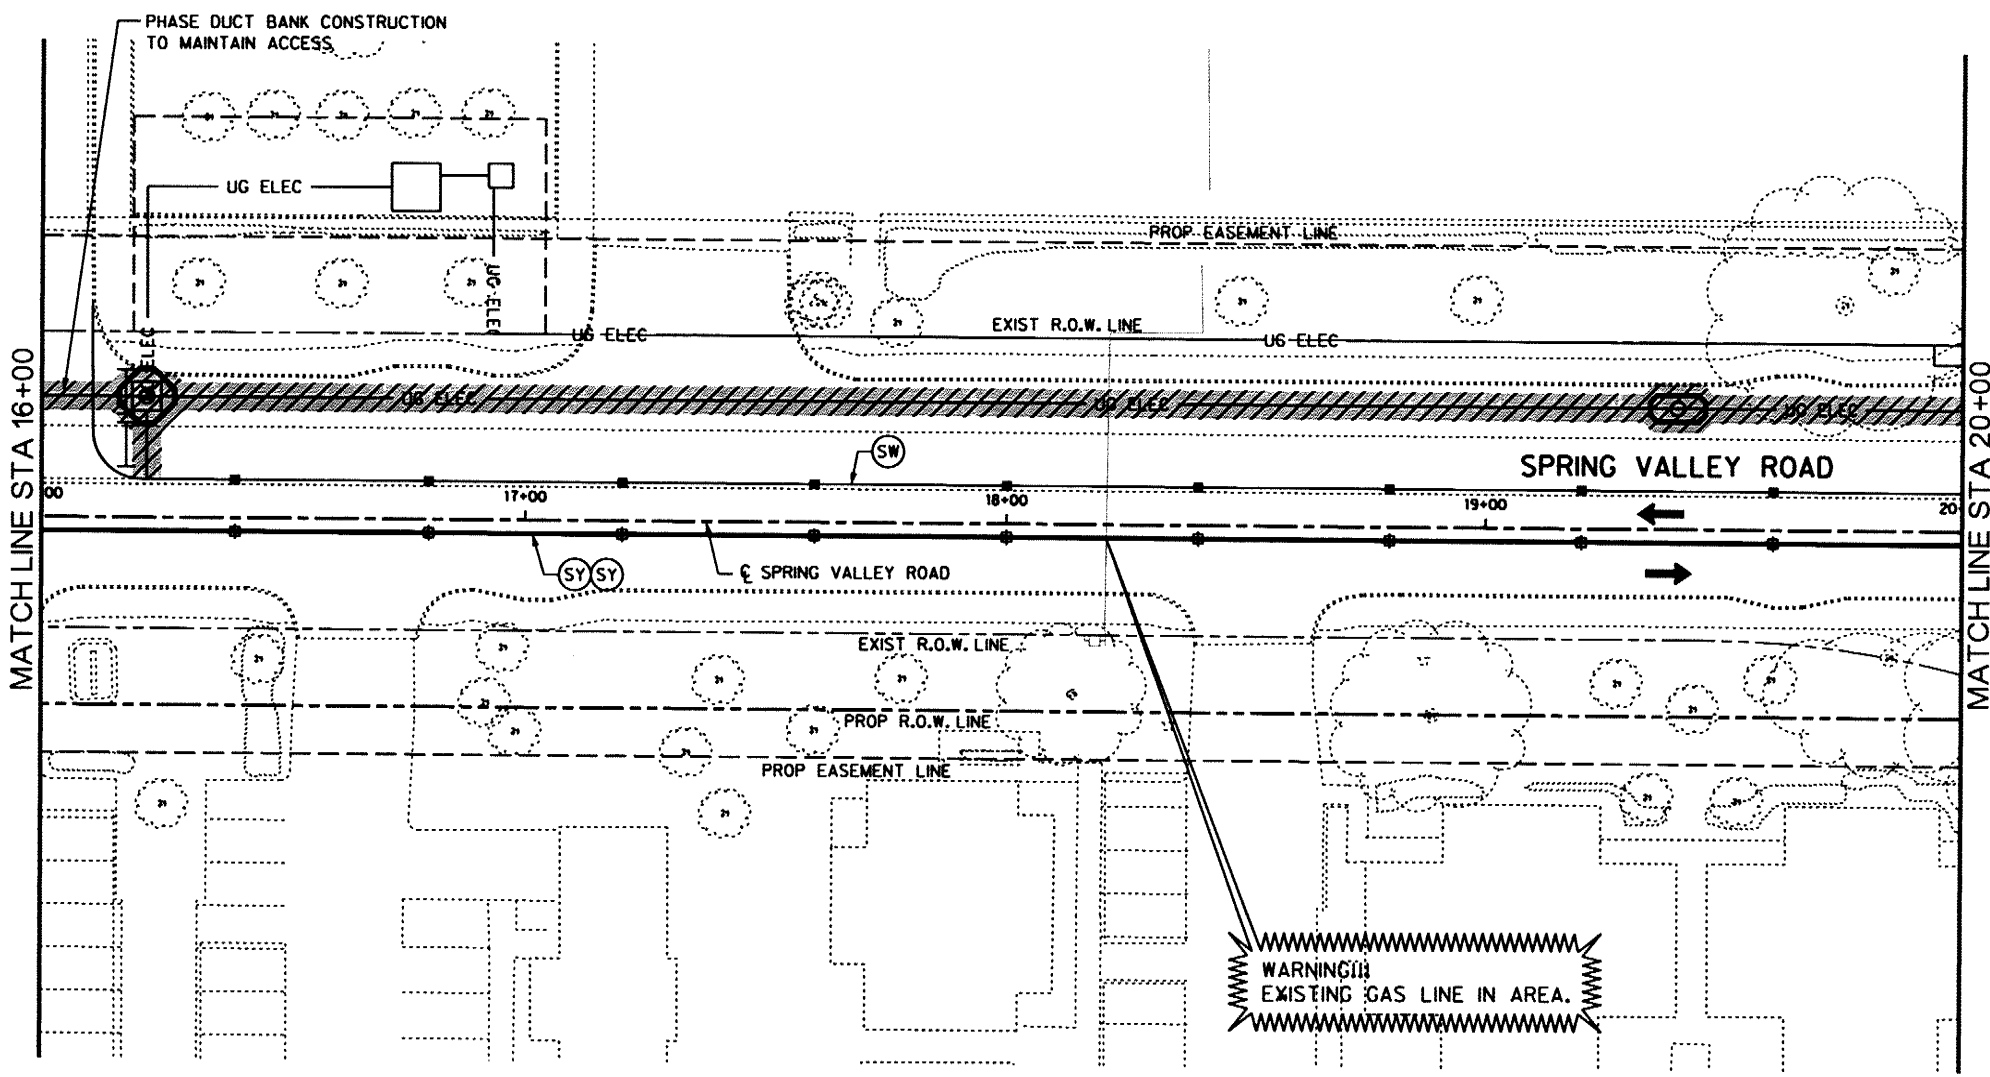 PHASE DUCT BANK CONSTRUCTION
TO MAINTAIN ACCESS
UG ELEC
PROP EASEMENT LINE
UG ELEC
EXIST R.O.W. LINE
UG ELEC
UG ELEC
ELEC
UG ELEC
UG ELEC
UG ELEC
MATCH LINE STA 16+00
MATCH LINE STA 20+00
SW
SPRING VALLEY ROAD
00
17+00
18+00
19+00
20
SY SY
℄ SPRING VALLEY ROAD
EXIST R.O.W. LINE
PROP R.O.W. LINE
PROP EASEMENT LINE
WARNING!!!
EXISTING GAS LINE IN AREA.